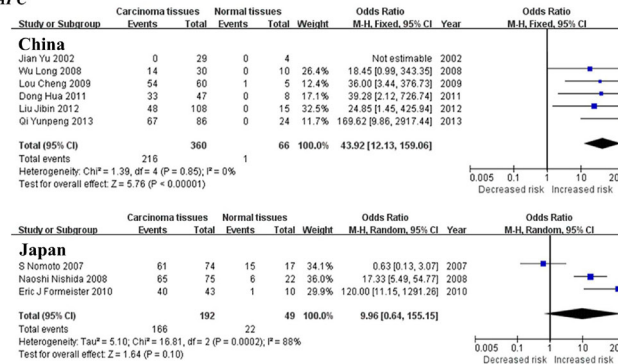 Carcinoma tissues Normal tissues Odds Ratio Odds Ratio
Study or Subgroup Events Total Events Total Weight M-H, Fixed, 95% CI Year M-H, Fixed, 95% CI
China
Jian Yu 2002 0 29 0 4 Not estimable 2002
Wu Long 2008 14 30 0 10 26.4% 18.45 [0.99, 343.35] 2008
Lou Cheng 2009 54 60 1 5 18.0% 36.00 [3.44, 376.73] 2009
Dong Hua 2011 33 47 0 8 17.5% 39.28 [2.12, 726.74] 2011
Liu Jibin 2012 48 108 0 15 32.5% 24.85 [1.45, 425.94] 2012
Qi Yunpeng 2013 67 86 0 24 11.7% 169.62 [9.86, 2917.44] 2013
Total (95% CI) 360 66 100.0% 43.92 [12.13, 159.06]
Total events 216 1
Heterogeneity: Chi² = 1.39, df = 4 (P = 0.85); I² = 0%
Test for overall effect: Z = 5.76 (P < 0.00001)
0.005 0.1 1 10 20
Decreased risk Increased risk
Carcinoma tissues Normal tissues Odds Ratio Odds Ratio
Study or Subgroup Events Total Events Total Weight M-H, Random, 95% CI Year M-H, Random, 95% CI
Japan
S Nomoto 2007 61 74 15 17 34.1% 0.63 [0.13, 3.07] 2007
Naoshi Nishida 2008 65 75 6 22 36.0% 17.33 [5.49, 54.77] 2008
Eric J Formeister 2010 40 43 1 10 29.9% 120.00 [11.15, 1291.26] 2010
Total (95% CI) 192 49 100.0% 9.96 [0.64, 155.15]
Total events 166 22
Heterogeneity: Tau² = 5.10; Chi² = 16.81, df = 2 (P = 0.0002); I² = 88%
Test for overall effect: Z = 1.64 (P = 0.10)
0.005 0.1 1 10 20
Decreased risk Increased risk